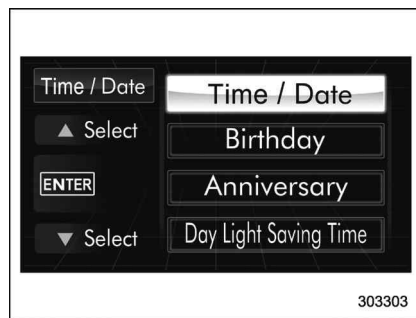 Time / Date
▲ Select
ENTER
▼ Select
Time / Date
Birthday
Anniversary
Day Light Saving Time
303303